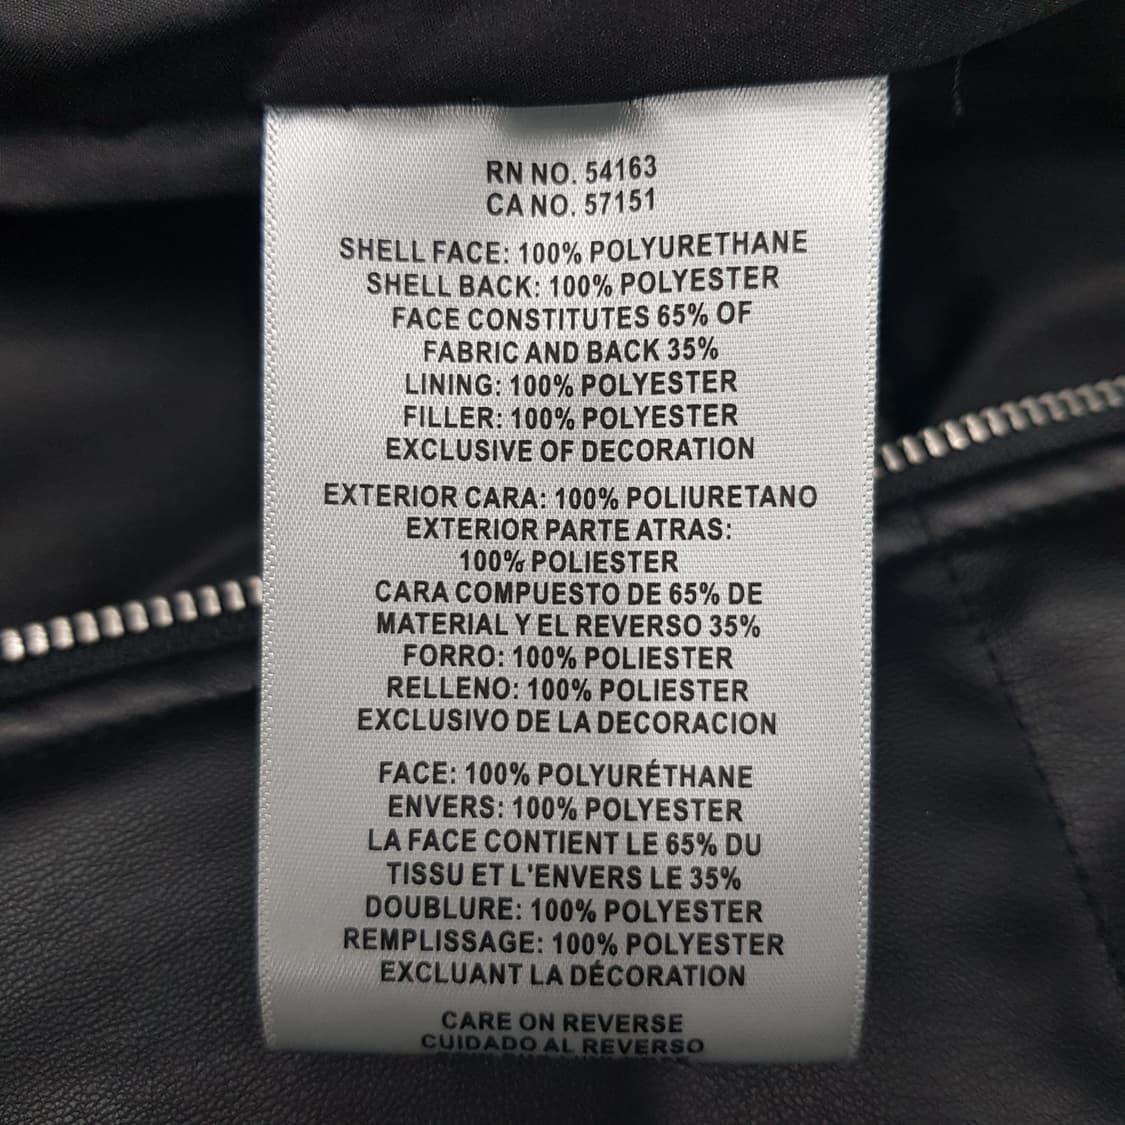 RN NO. 54163
CA NO. 57151
SHELL FACE: 100% POLYURETHANE
SHELL BACK: 100% POLYESTER
FACE CONSTITUTES 65% OF
FABRIC AND BACK 35%
LINING: 100% POLYESTER
FILLER: 100% POLYESTER
EXCLUSIVE OF DECORATION
EXTERIOR CARA: 100% POLIURETANO
EXTERIOR PARTE ATRAS:
100% POLIESTER
CARA COMPUESTO DE 65% DE
MATERIAL Y EL REVERSO 35%
FORRO: 100% POLIESTER
RELLENO: 100% POLIESTER
EXCLUSIVO DE LA DECORACION
FACE: 100% POLYURÉTHANE
ENVERS: 100% POLYESTER
LA FACE CONTIENT LE 65% DU
TISSU ET L'ENVERS LE 35%
DOUBLURE: 100% POLYESTER
REMPLISSAGE: 100% POLYESTER
EXCLUANT LA DÉCORATION
CARE ON REVERSE
CUIDADO AL REVERSO